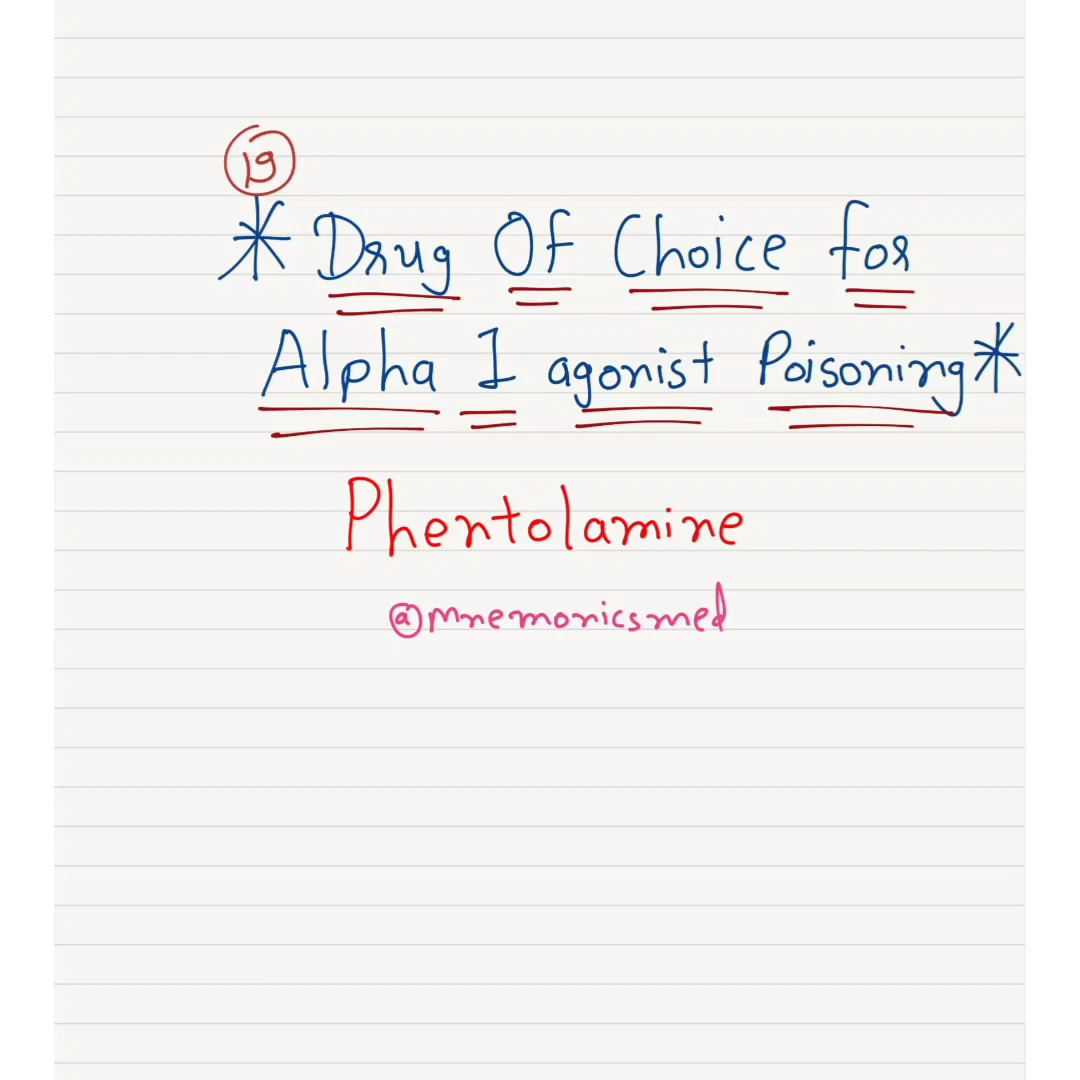 19
*Drug Of Choice for
Alpha 1 agonist Poisoning*
Phentolamine
@mnemonicsmed